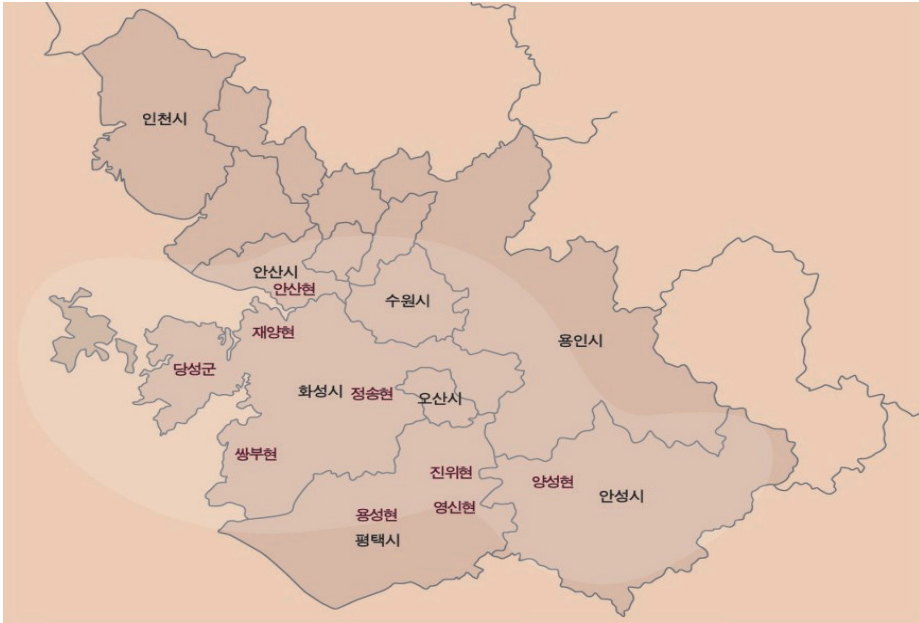 인천시
안산시
안산현
수원시
재양현
용인시
당성군
화성시 정송현
오산시
쌍부현
진위현
양성현
안성시
영신현
용성현
평택시